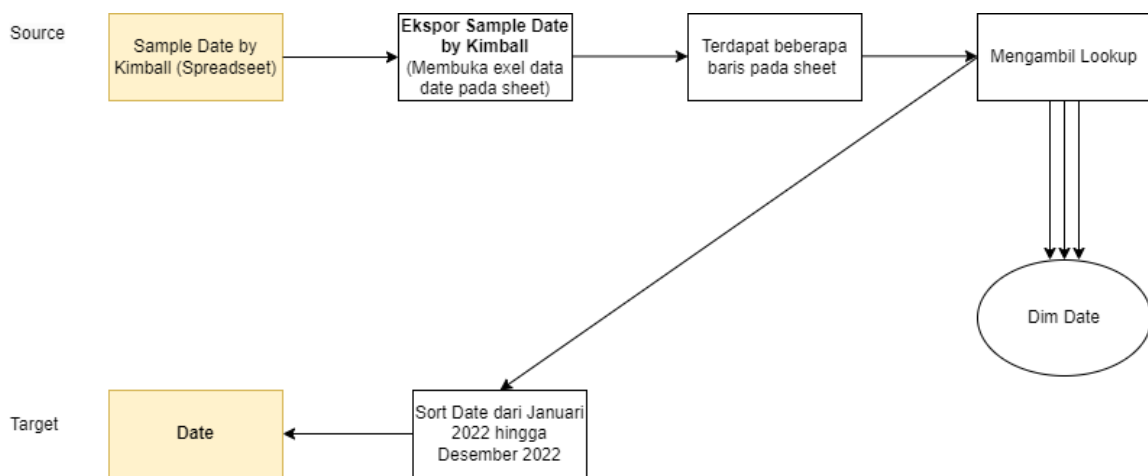 Source
Sample Date by
Kimball (Spreadseet)
Ekspor Sample Date
by Kimball
(Membuka exel data
date pada sheet)
Terdapat beberapa
baris pada sheet
Mengambil Lookup
Dim Date
Target
Date
Sort Date dari Januari
2022 hingga
Desember 2022